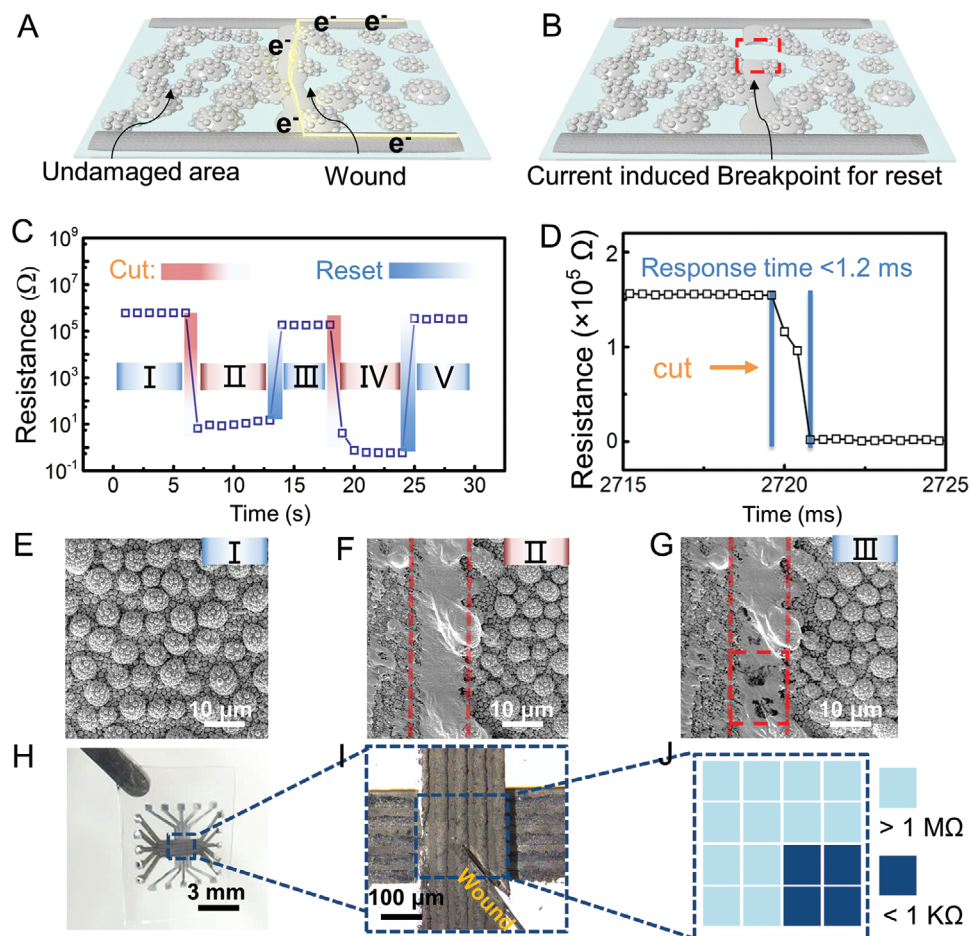 A
e⁻
e⁻
e⁻
e⁻
e⁻
e⁻
Undamaged area
Wound
B
Current induced Breakpoint for reset
C
Resistance (Ω)
10⁹
10⁷
10⁵
10³
10¹
10⁻¹
Cut:
Reset
I
II
III
IV
V
0
5
10
15
20
25
30
Time (s)
D
Resistance (×10⁵ Ω)
2
1
0
Response time <1.2 ms
cut
2715
2720
2725
Time (ms)
E
I
10 μm
F
II
10 μm
G
III
10 μm
H
3 mm
I
Wound
100 μm
J
> 1 MΩ
< 1 KΩ